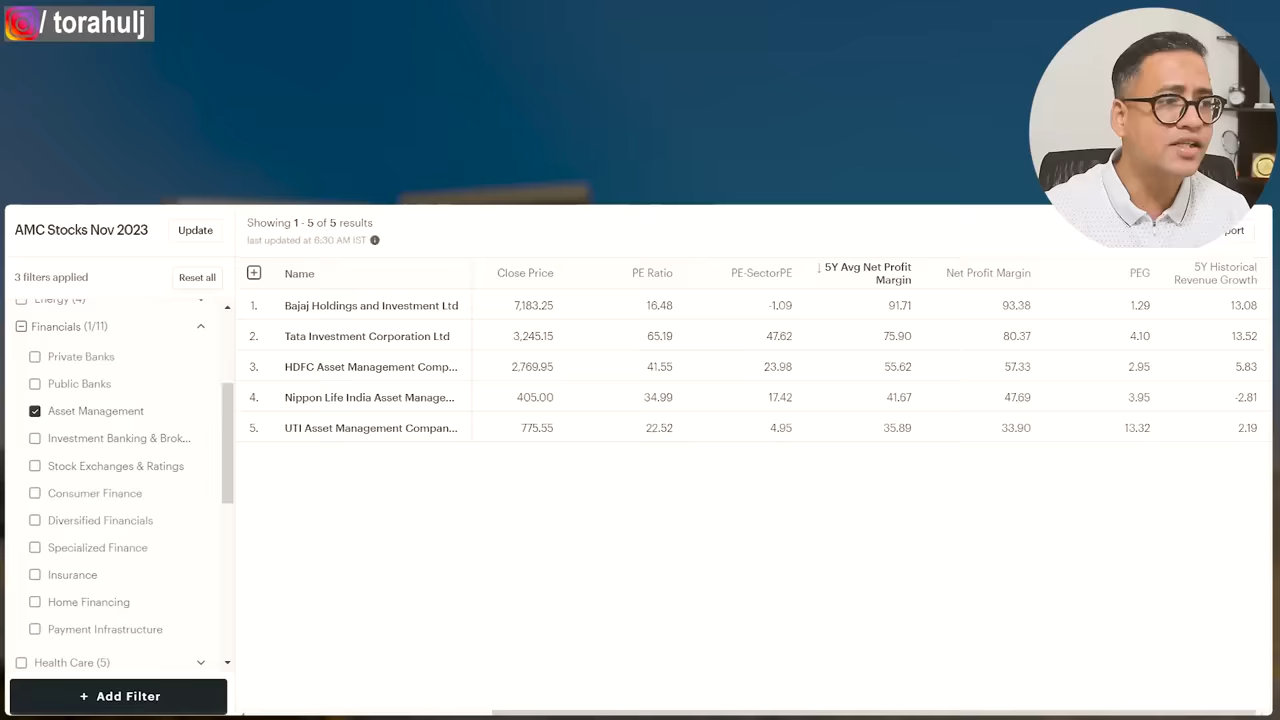 / torahulj
AMC Stocks Nov 2023
Update
Showing 1 - 5 of 5 results
last updated at 6:30 AM IST
port
3 filters applied
Reset all
Name Close Price PE Ratio PE-SectorPE ↓ 5Y Avg Net Profit Margin Net Profit Margin PEG 5Y Historical Revenue Growth
1. Bajaj Holdings and Investment Ltd 7,183.25 16.48 -1.09 91.71 93.38 1.29 13.08
2. Tata Investment Corporation Ltd 3,245.15 65.19 47.62 75.90 80.37 4.10 13.52
3. HDFC Asset Management Comp... 2,769.95 41.55 23.98 55.62 57.33 2.95 5.83
4. Nippon Life India Asset Manage... 405.00 34.99 17.42 41.67 47.69 3.95 -2.81
5. UTI Asset Management Compan... 775.55 22.52 4.95 35.89 33.90 13.32 2.19
Energy (4)
Financials (1/11)
Private Banks
Public Banks
Asset Management
Investment Banking & Brok...
Stock Exchanges & Ratings
Consumer Finance
Diversified Financials
Specialized Finance
Insurance
Home Financing
Payment Infrastructure
Health Care (5)
+ Add Filter